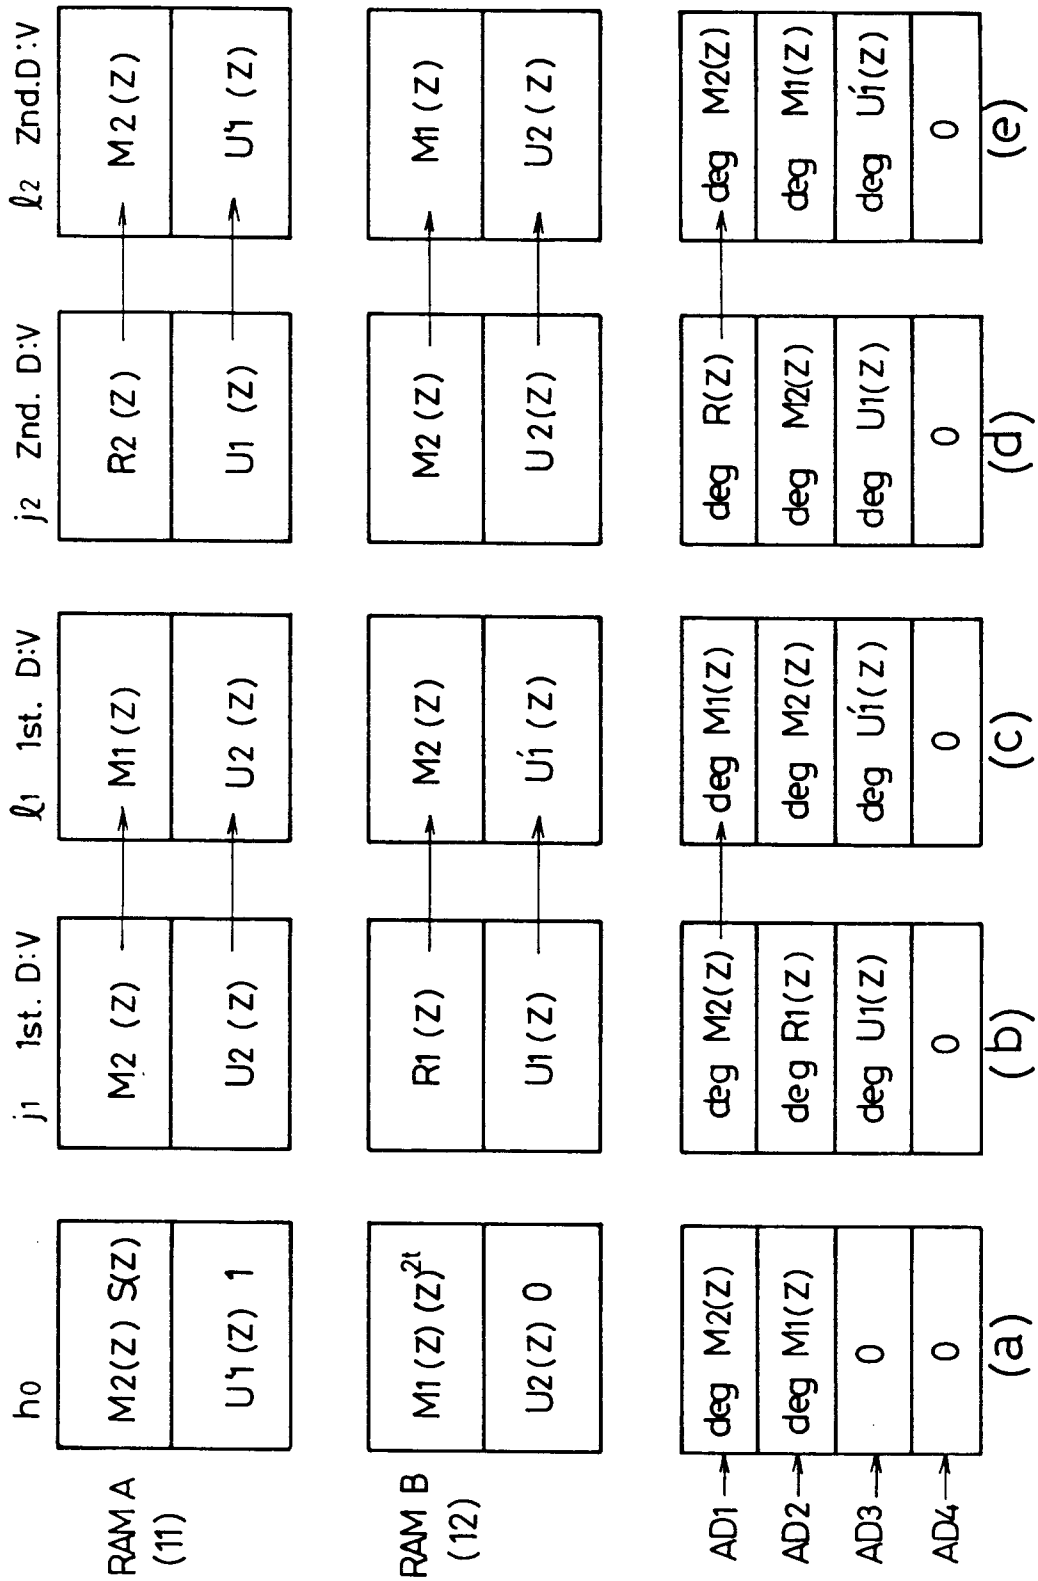 h0
j1 1st. D:V
ℓ1 1st. D:V
j2 Znd. D:V
ℓ2 Znd.D:V
RAM A
(11)
M2(Z) S(Z)
U'1(Z) 1
M2 (Z)
U2(Z)
M1(Z)
U2(Z)
R2(Z)
U1(Z)
M2(Z)
U'1(Z)
RAM B
(12)
M1(Z) (Z)2t
U2(Z) 0
R1(Z)
U1(Z)
M2(Z)
U'1(Z)
M2(Z)
U2(Z)
M1(Z)
U2(Z)
AD1
AD2
AD3
AD4
deg M2(Z)
deg M1(Z)
0
0
(a)
deg M2(Z)
deg R1(Z)
deg U1(Z)
0
(b)
deg M1(Z)
deg M2(Z)
deg U'1(Z)
0
(c)
deg R(Z)
deg M2(Z)
deg U1(Z)
0
(d)
deg M2(Z)
deg M1(Z)
deg U'1(Z)
0
(e)